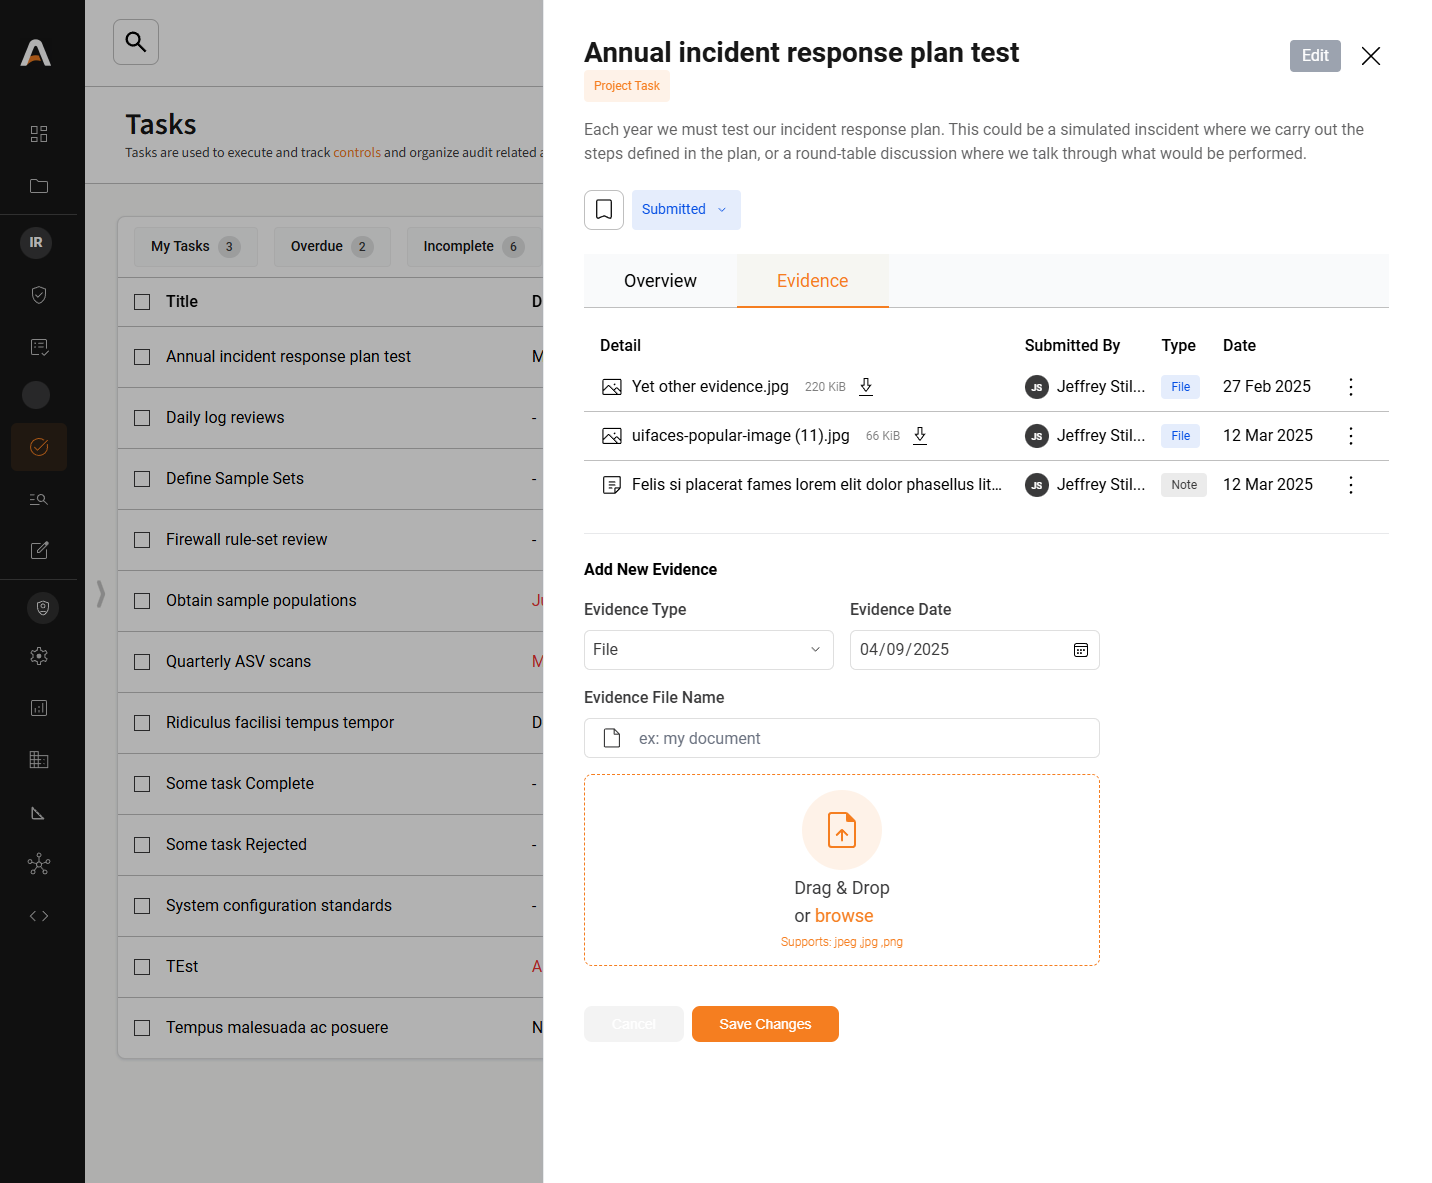 Annual incident response plan test
Edit
Project Task
Each year we must test our incident response plan. This could be a simulated inscident where we carry out the
steps defined in the plan, or a round-table discussion where we talk through what would be performed.
Submitted
Overview
Evidence
Detail
Submitted By
Type
Date
Yet other evidence.jpg
220 KiB
JS
Jeffrey Stil...
File
27 Feb 2025
uifaces-popular-image (11).jpg
66 KiB
JS
Jeffrey Stil...
File
12 Mar 2025
Felis si placerat fames lorem elit dolor phasellus lit...
JS
Jeffrey Stil...
Note
12 Mar 2025
Add New Evidence
Evidence Type
Evidence Date
File
04/09/2025
Evidence File Name
ex: my document
Drag & Drop
or browse
Supports: jpeg ,jpg ,png
Cancel
Save Changes
IR
Tasks
Tasks are used to execute and track controls and organize audit related
My Tasks 3
Overdue 2
Incomplete 6
Title
D
Annual incident response plan test
M
Daily log reviews
-
Define Sample Sets
-
Firewall rule-set review
-
Obtain sample populations
Ju
Quarterly ASV scans
M
Ridiculus facilisi tempus tempor
D
Some task Complete
-
Some task Rejected
-
System configuration standards
-
TEst
A
Tempus malesuada ac posuere
N